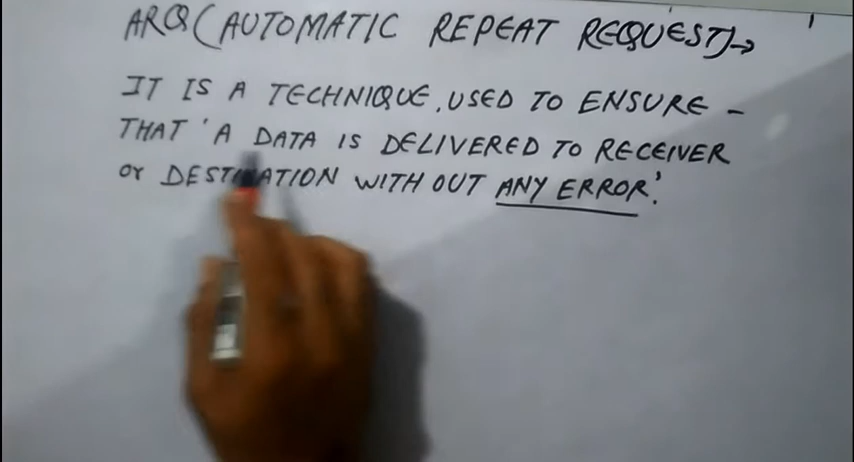 ARQ (AUTOMATIC REPEAT REQUEST)→
IT IS A TECHNIQUE, USED TO ENSURE -
THAT 'A DATA IS DELIVERED TO RECEIVER
or DESTINATION WITH OUT ANY ERROR'.